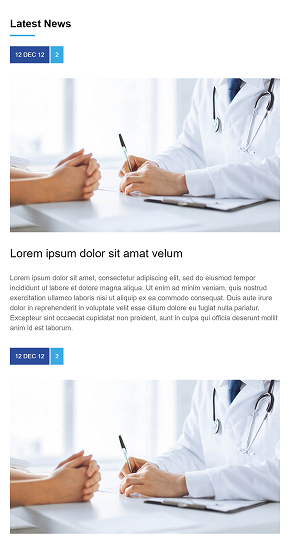 Latest News
12 DEC 12 2
Lorem ipsum dolor sit amat velum
Lorem ipsum dolor sit amet, consectetur adipiscing elit, sed do eiusmod tempor
incididunt ut labore et dolore magna aliqua. Ut enim ad minim veniam, quis nostrud
exercitation ullamco laboris nisi ut aliquip ex ea commodo consequat. Duis aute irure
dolor in reprehenderit in voluptate velit esse cillum dolore eu fugiat nulla pariatur.
Excepteur sint occaecat cupidatat non proident, sunt in culpa qui officia deserunt mollit
anim id est laborum.
12 DEC 12 2